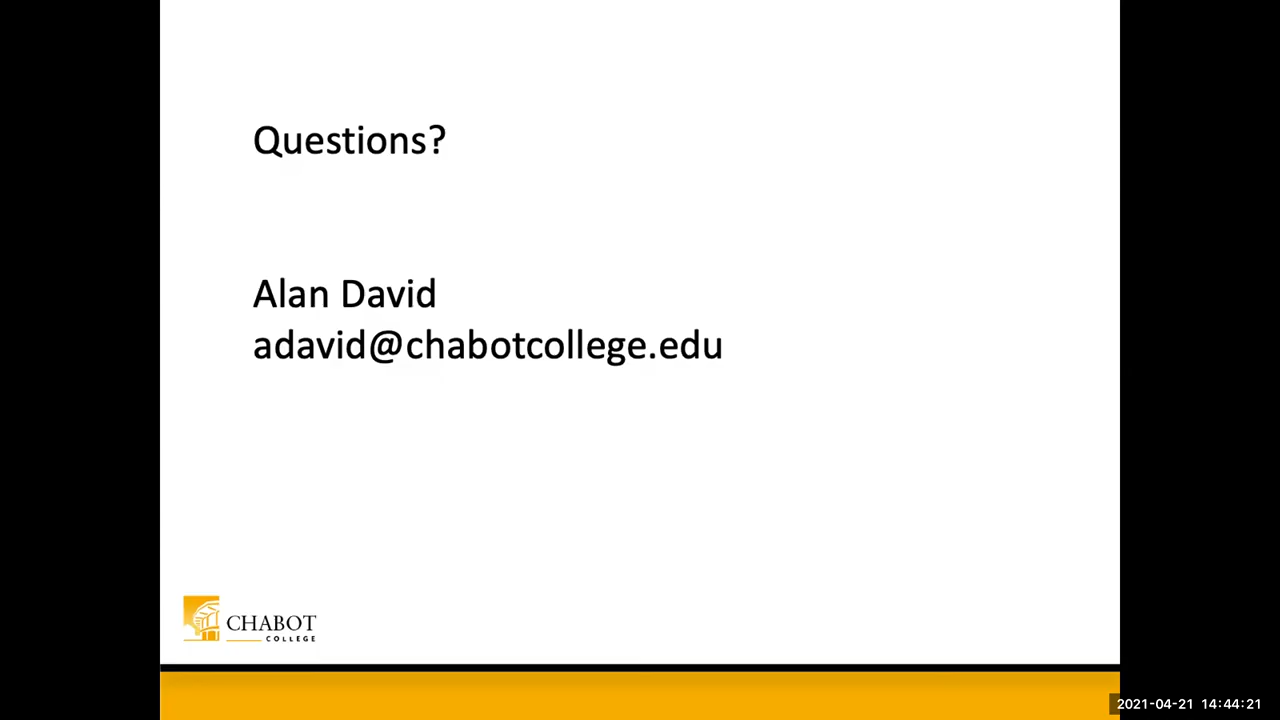 Questions?
Alan David
adavid@chabotcollege.edu
CHABOT
COLLEGE
2021-04-21 14:44:21